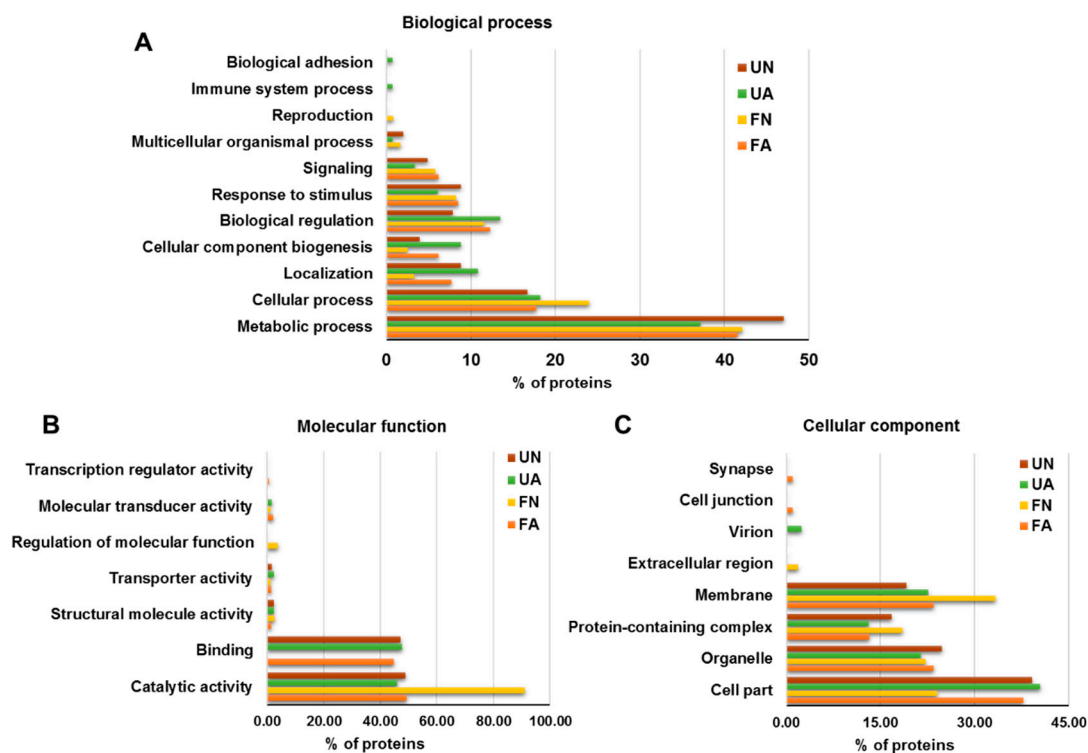 Biological process
A
Biological adhesion
Immune system process
Reproduction
Multicellular organismal process
Signaling
Response to stimulus
Biological regulation
Cellular component biogenesis
Localization
Cellular process
Metabolic process
UN
UA
FN
FA
0 10 20 30 40 50
% of proteins
B
Molecular function
Transcription regulator activity
Molecular transducer activity
Regulation of molecular function
Transporter activity
Structural molecule activity
Binding
Catalytic activity
UN
UA
FN
FA
0.00 20.00 40.00 60.00 80.00 100.00
% of proteins
C
Cellular component
Synapse
Cell junction
Virion
Extracellular region
Membrane
Protein-containing complex
Organelle
Cell part
UN
UA
FN
FA
0.00 15.00 30.00 45.00
% of proteins